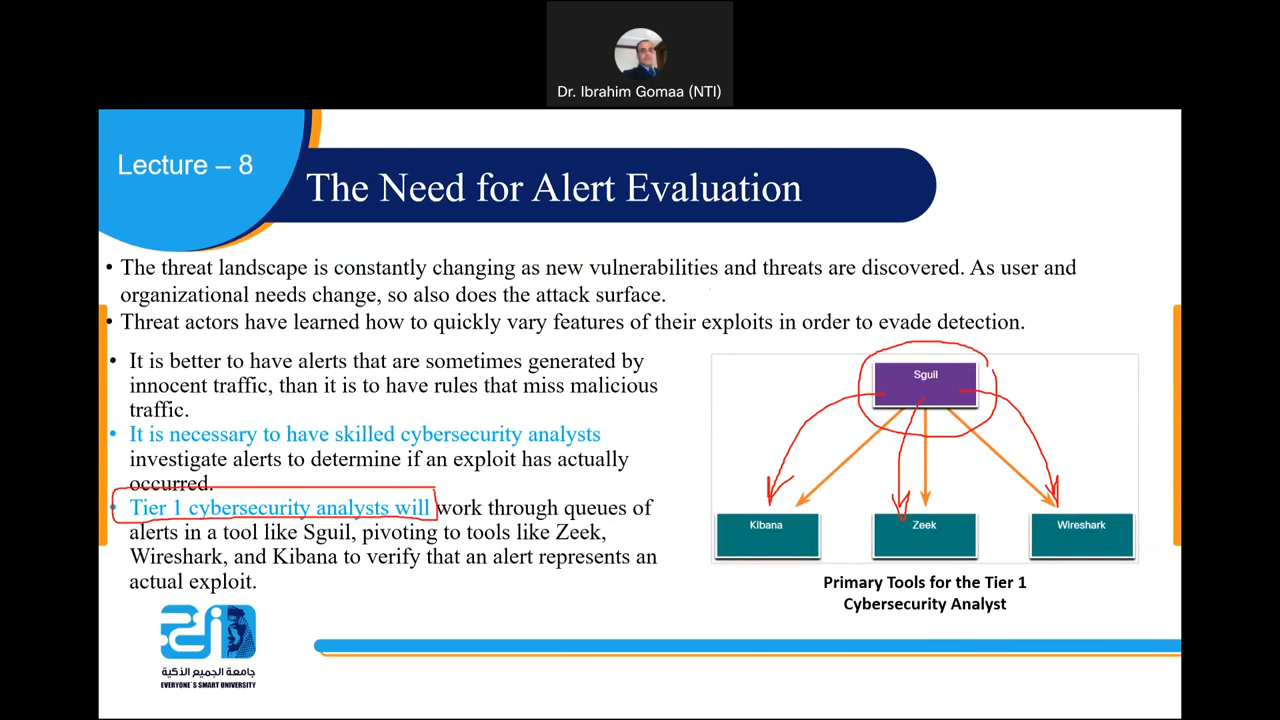 Dr. Ibrahim Gomaa (NTI)
Lecture – 8
The Need for Alert Evaluation
• The threat landscape is constantly changing as new vulnerabilities and threats are discovered. As user and
organizational needs change, so also does the attack surface.
• Threat actors have learned how to quickly vary features of their exploits in order to evade detection.
• It is better to have alerts that are sometimes generated by
innocent traffic, than it is to have rules that miss malicious
traffic.
• It is necessary to have skilled cybersecurity analysts
investigate alerts to determine if an exploit has actually
occurred.
• Tier 1 cybersecurity analysts will work through queues of
alerts in a tool like Sguil, pivoting to tools like Zeek,
Wireshark, and Kibana to verify that an alert represents an
actual exploit.
Sguil
Kibana
Zeek
Wireshark
Primary Tools for the Tier 1
Cybersecurity Analyst
جامعة الجميع الذكية
EVERYONE`S SMART UNIVERSITY